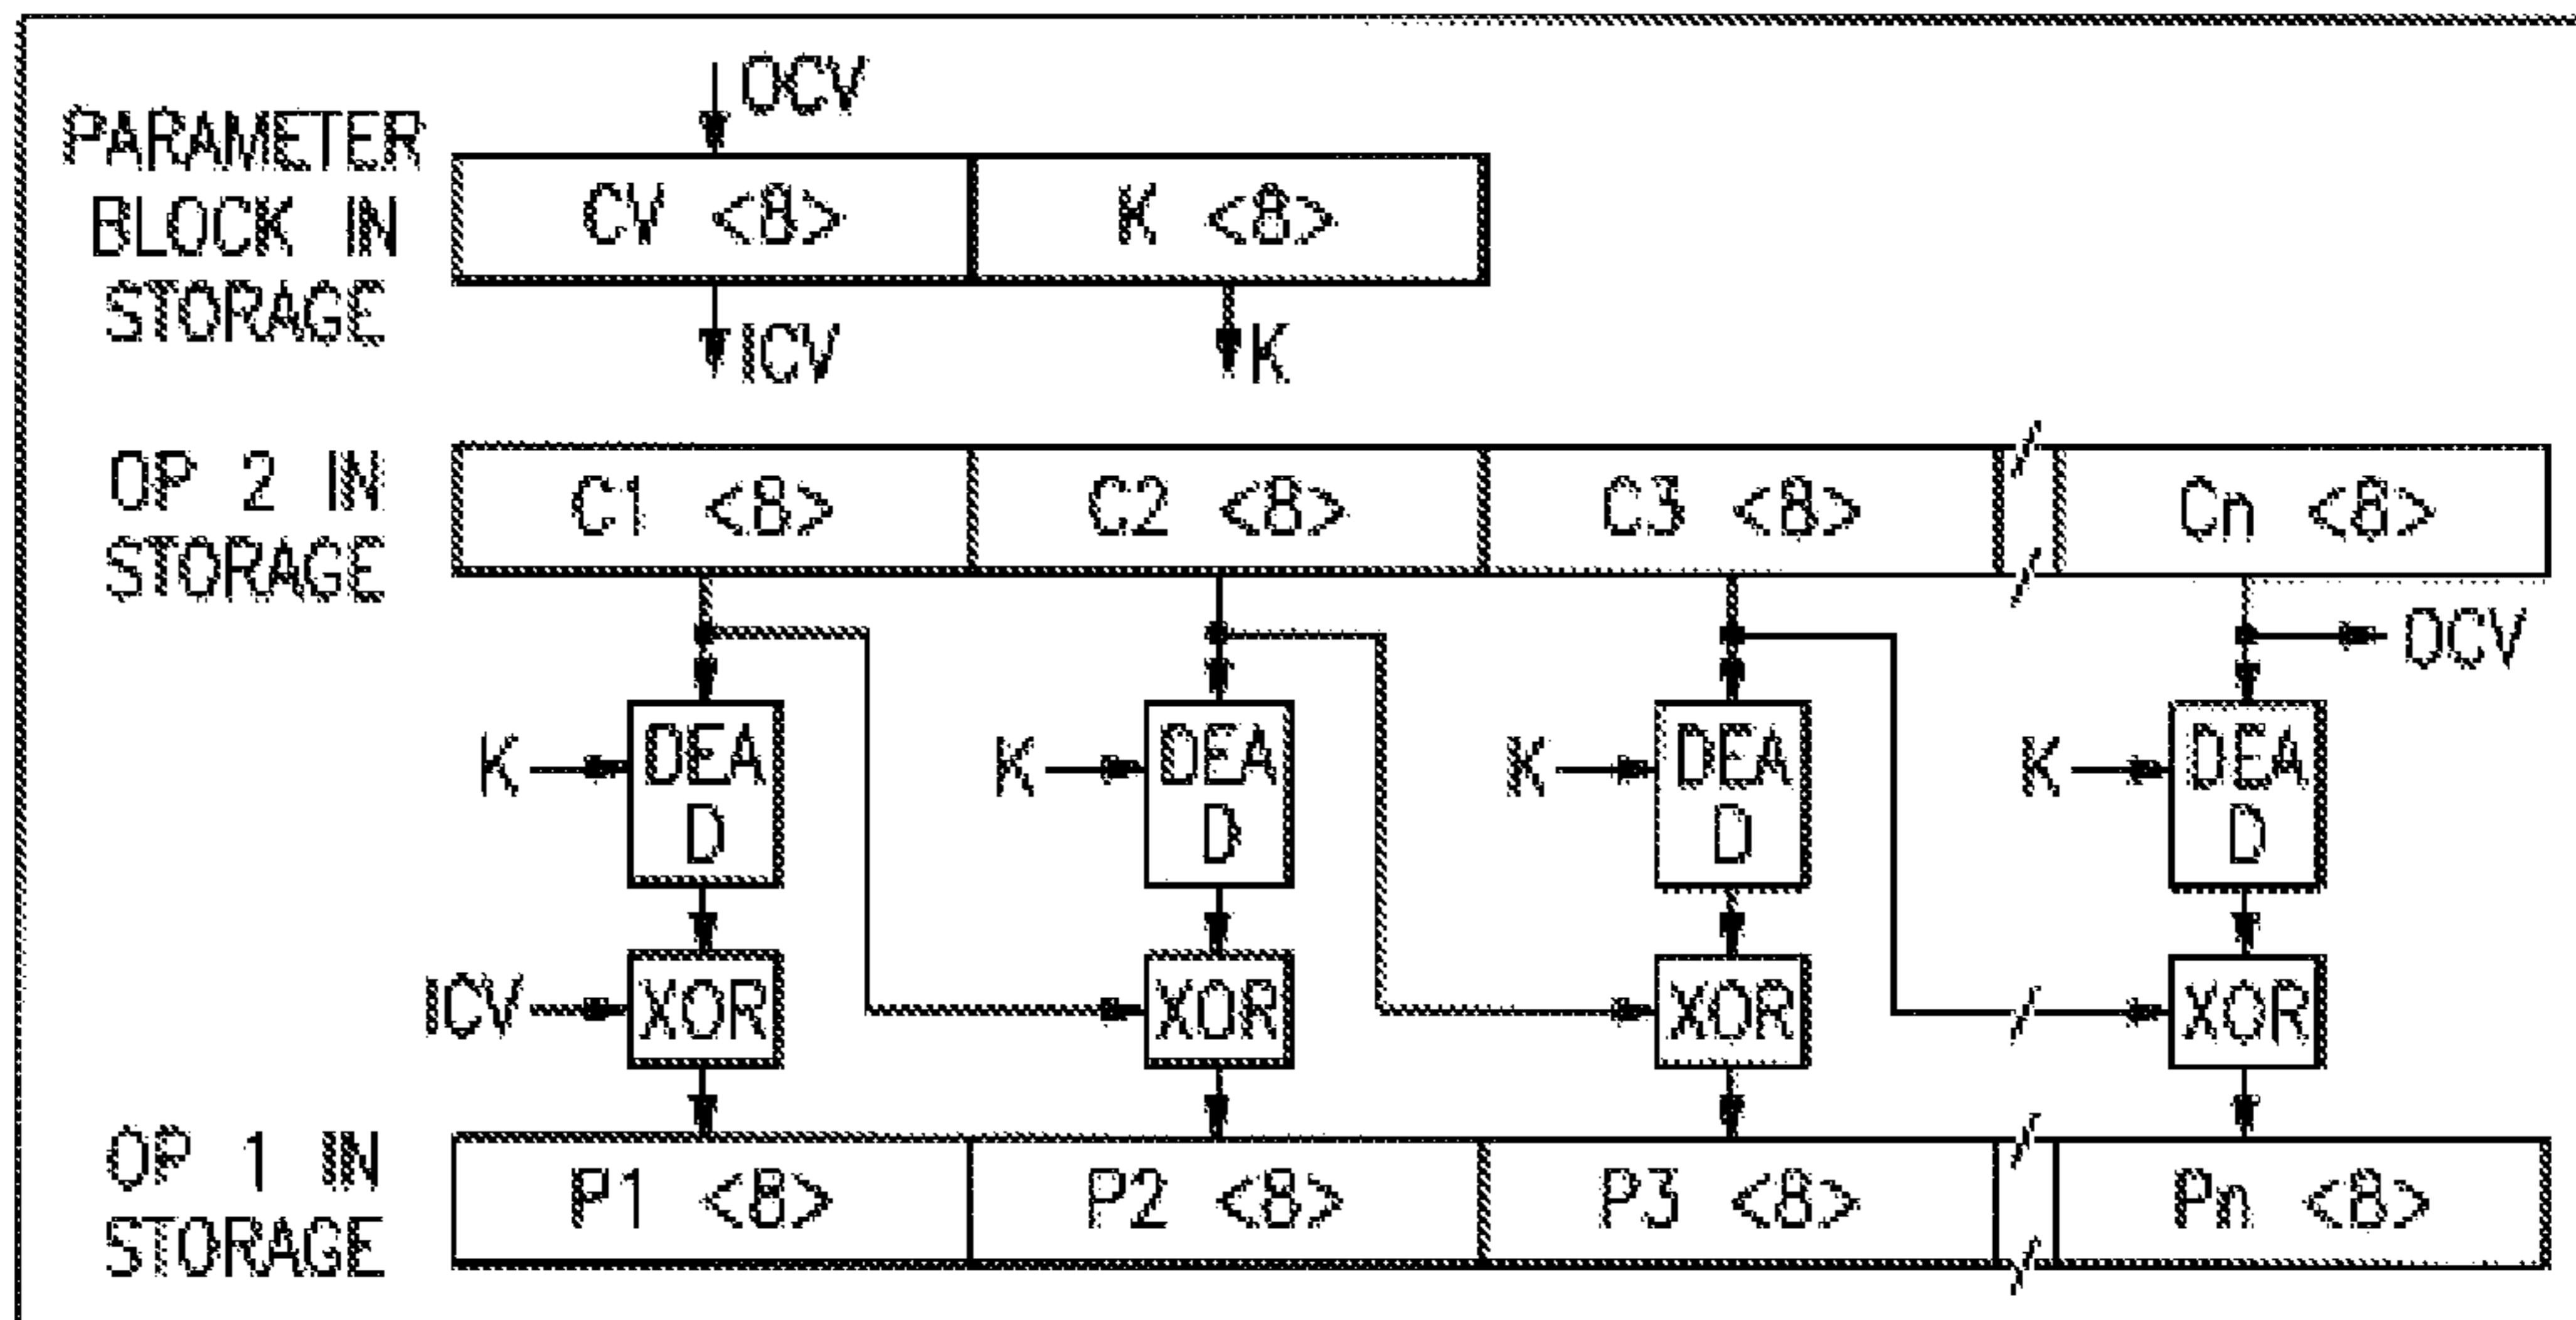 OCV
PARAMETER
BLOCK IN
STORAGE
CV <8> K <8>
ICV K
OP 2 IN
STORAGE
C1 <8> C2 <8> C3 <8> Cn <8>
OCV
K DEA K DEA K DEA K DEA
D D D D
ICV XOR XOR XOR XOR
OP 1 IN
STORAGE
P1 <8> P2 <8> P3 <8> Pn <8>